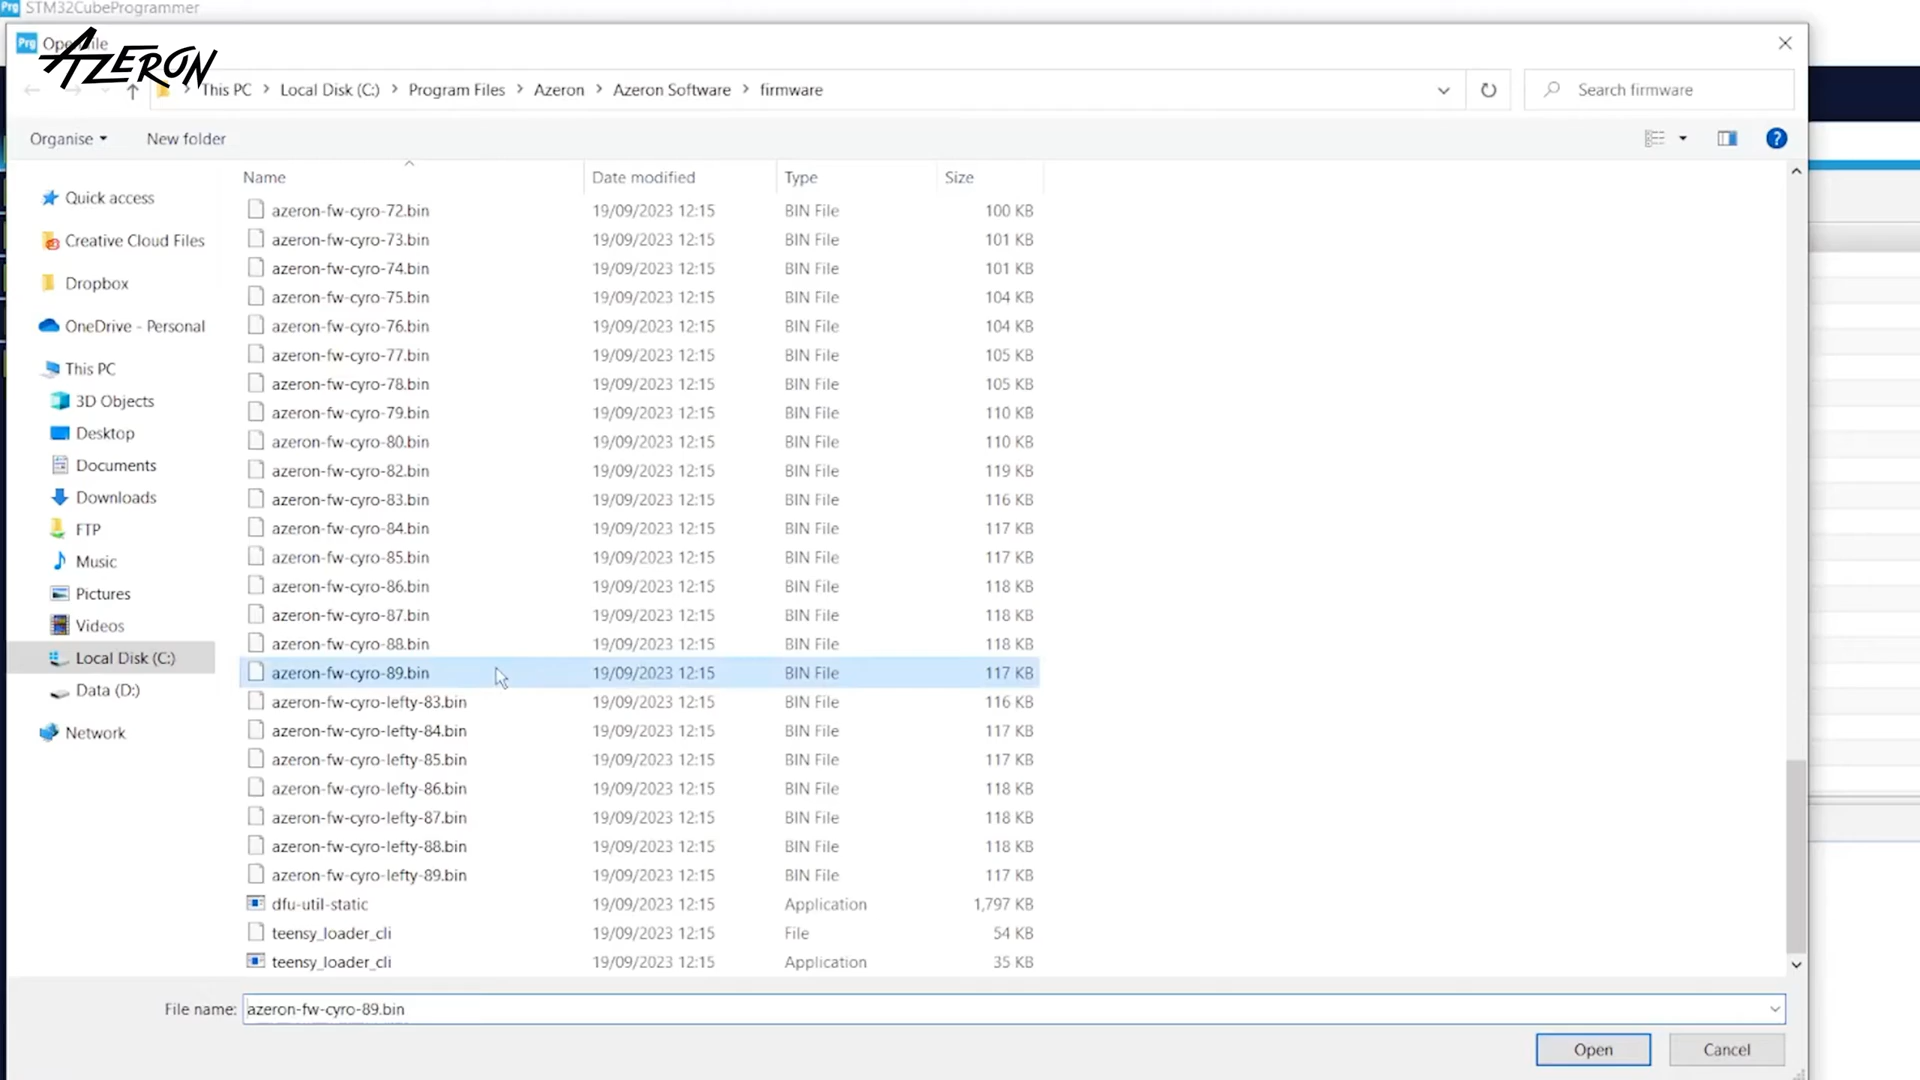 Prg STM32CubeProgrammer
Prg Open File
AZERON
This PC > Local Disk (C:) > Program Files > Azeron > Azeron Software > firmware
Search firmware
Organise
New folder
?
Name
Date modified
Type
Size
Quick access
Creative Cloud Files
Dropbox
OneDrive - Personal
This PC
3D Objects
Desktop
Documents
Downloads
FTP
Music
Pictures
Videos
Local Disk (C:)
Data (D:)
Network
azeron-fw-cyro-72.bin 19/09/2023 12:15 BIN File 100 KB
azeron-fw-cyro-73.bin 19/09/2023 12:15 BIN File 101 KB
azeron-fw-cyro-74.bin 19/09/2023 12:15 BIN File 101 KB
azeron-fw-cyro-75.bin 19/09/2023 12:15 BIN File 104 KB
azeron-fw-cyro-76.bin 19/09/2023 12:15 BIN File 104 KB
azeron-fw-cyro-77.bin 19/09/2023 12:15 BIN File 105 KB
azeron-fw-cyro-78.bin 19/09/2023 12:15 BIN File 105 KB
azeron-fw-cyro-79.bin 19/09/2023 12:15 BIN File 110 KB
azeron-fw-cyro-80.bin 19/09/2023 12:15 BIN File 110 KB
azeron-fw-cyro-82.bin 19/09/2023 12:15 BIN File 119 KB
azeron-fw-cyro-83.bin 19/09/2023 12:15 BIN File 116 KB
azeron-fw-cyro-84.bin 19/09/2023 12:15 BIN File 117 KB
azeron-fw-cyro-85.bin 19/09/2023 12:15 BIN File 117 KB
azeron-fw-cyro-86.bin 19/09/2023 12:15 BIN File 118 KB
azeron-fw-cyro-87.bin 19/09/2023 12:15 BIN File 118 KB
azeron-fw-cyro-88.bin 19/09/2023 12:15 BIN File 118 KB
azeron-fw-cyro-89.bin 19/09/2023 12:15 BIN File 117 KB
azeron-fw-cyro-lefty-83.bin 19/09/2023 12:15 BIN File 116 KB
azeron-fw-cyro-lefty-84.bin 19/09/2023 12:15 BIN File 117 KB
azeron-fw-cyro-lefty-85.bin 19/09/2023 12:15 BIN File 117 KB
azeron-fw-cyro-lefty-86.bin 19/09/2023 12:15 BIN File 118 KB
azeron-fw-cyro-lefty-87.bin 19/09/2023 12:15 BIN File 118 KB
azeron-fw-cyro-lefty-88.bin 19/09/2023 12:15 BIN File 118 KB
azeron-fw-cyro-lefty-89.bin 19/09/2023 12:15 BIN File 117 KB
dfu-util-static 19/09/2023 12:15 Application 1,797 KB
teensy_loader_cli 19/09/2023 12:15 File 54 KB
teensy_loader_cli 19/09/2023 12:15 Application 35 KB
File name: azeron-fw-cyro-89.bin
Open
Cancel